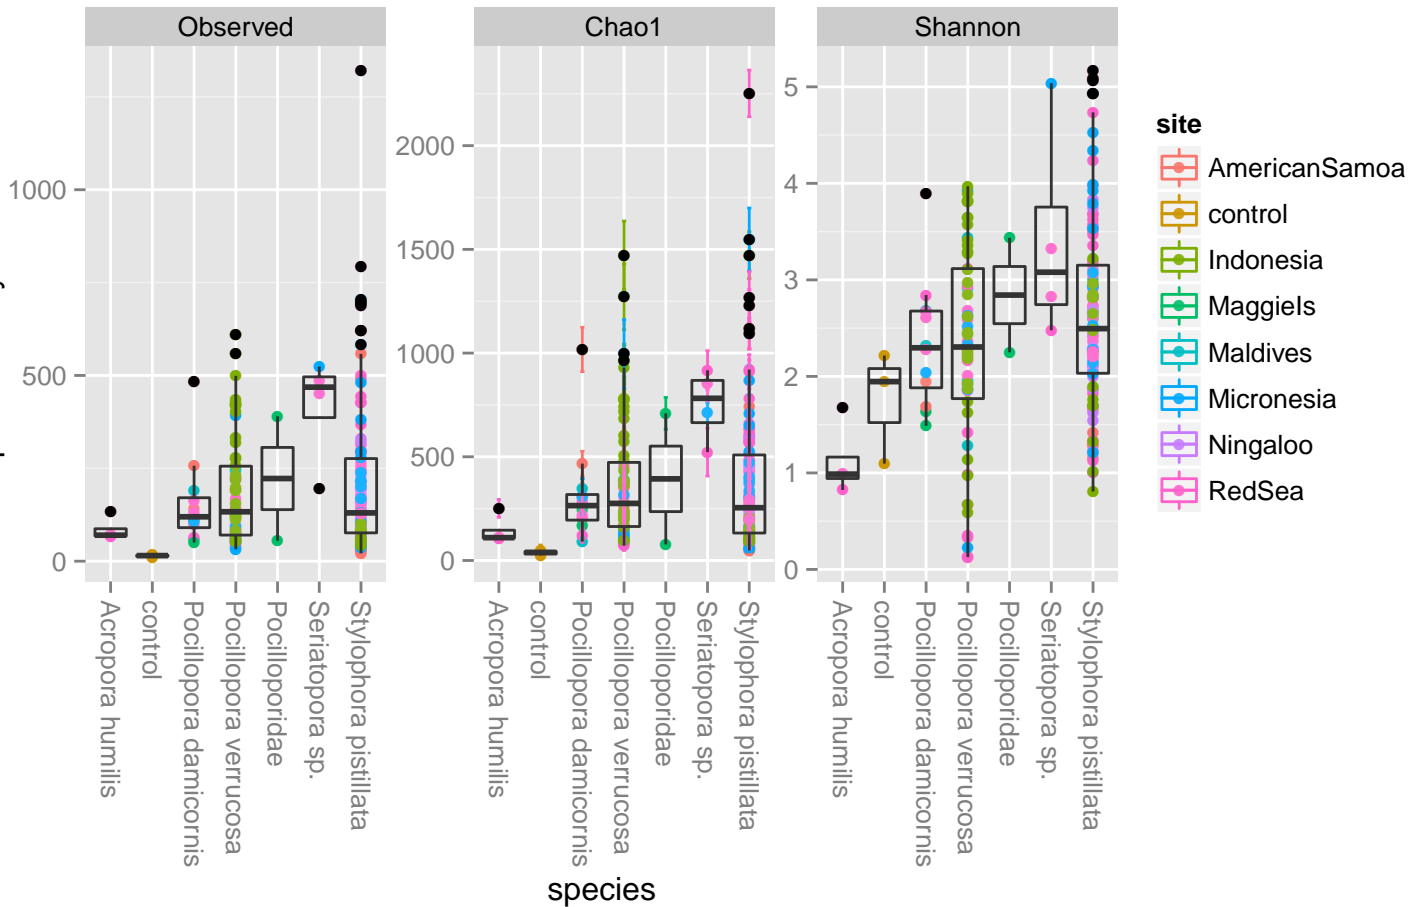 Observed
Chao1
Shannon
0
500
1000
0
500
1000
1500
2000
0
1
2
3
4
5
Acropora humilis
control
Pocillopora damicornis
Pocillopora verrucosa
Pocilloporidae
Seriatopora sp.
Stylophora pistillata
Acropora humilis
control
Pocillopora damicornis
Pocillopora verrucosa
Pocilloporidae
Seriatopora sp.
Stylophora pistillata
Acropora humilis
control
Pocillopora damicornis
Pocillopora verrucosa
Pocilloporidae
Seriatopora sp.
Stylophora pistillata
species
site
AmericanSamoa
control
Indonesia
MaggieIs
Maldives
Micronesia
Ningaloo
RedSea